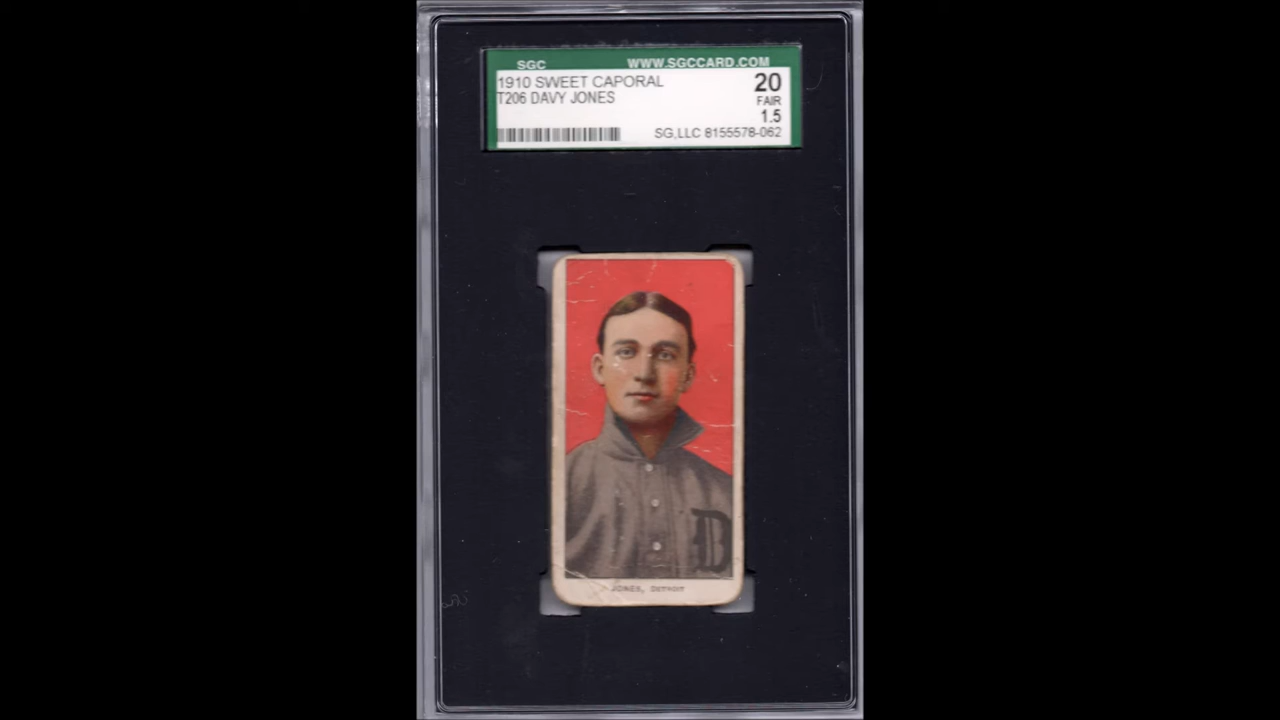 SGC WWW.SGCCARD.COM
1910 SWEET CAPORAL 20
T206 DAVY JONES FAIR
1.5
SG,LLC 8155578-062
D
JONES, DETROIT